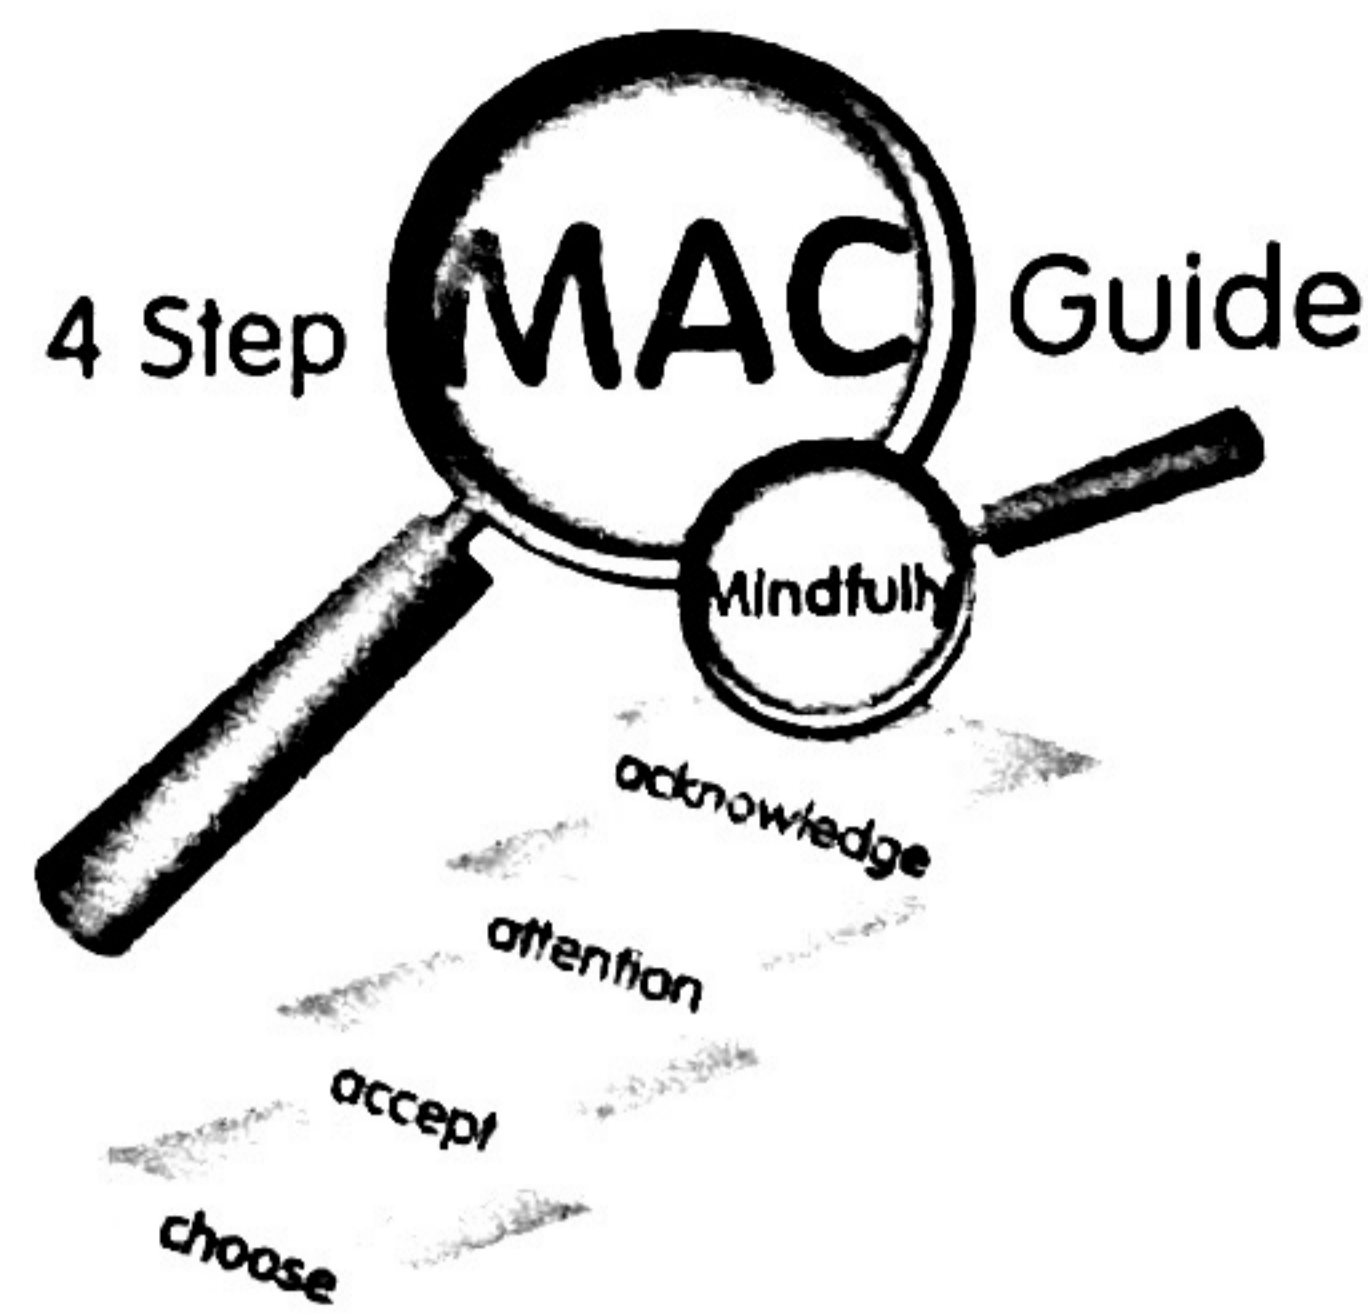 4 Step MAC Guide
Mindfully
acknowledge
attention
accept
choose